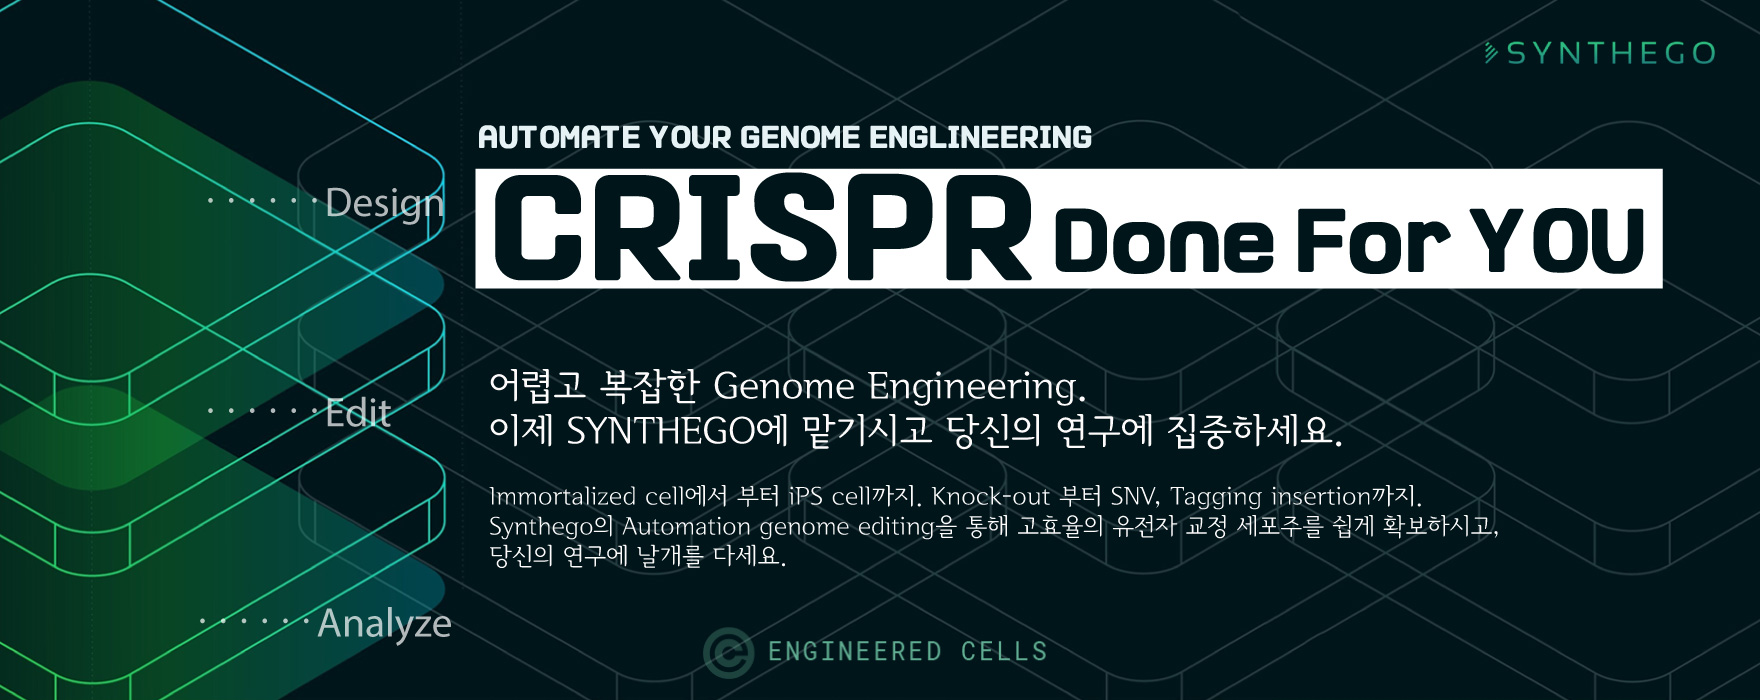 SYNTHEGO
AUTOMATE YOUR GENOME ENGLINEERING
CRISPR Done For YOU
Design
어렵고 복잡한 Genome Engineering.
이제 SYNTHEGO에 맡기시고 당신의 연구에 집중하세요.
Edit
Immortalized cell에서 부터 iPS cell까지. Knock-out 부터 SNV, Tagging insertion까지.
Synthego의 Automation genome editing을 통해 고효율의 유전자 교정 세포주를 쉽게 확보하시고,
당신의 연구에 날개를 다세요.
Analyze
ENGINEERED CELLS